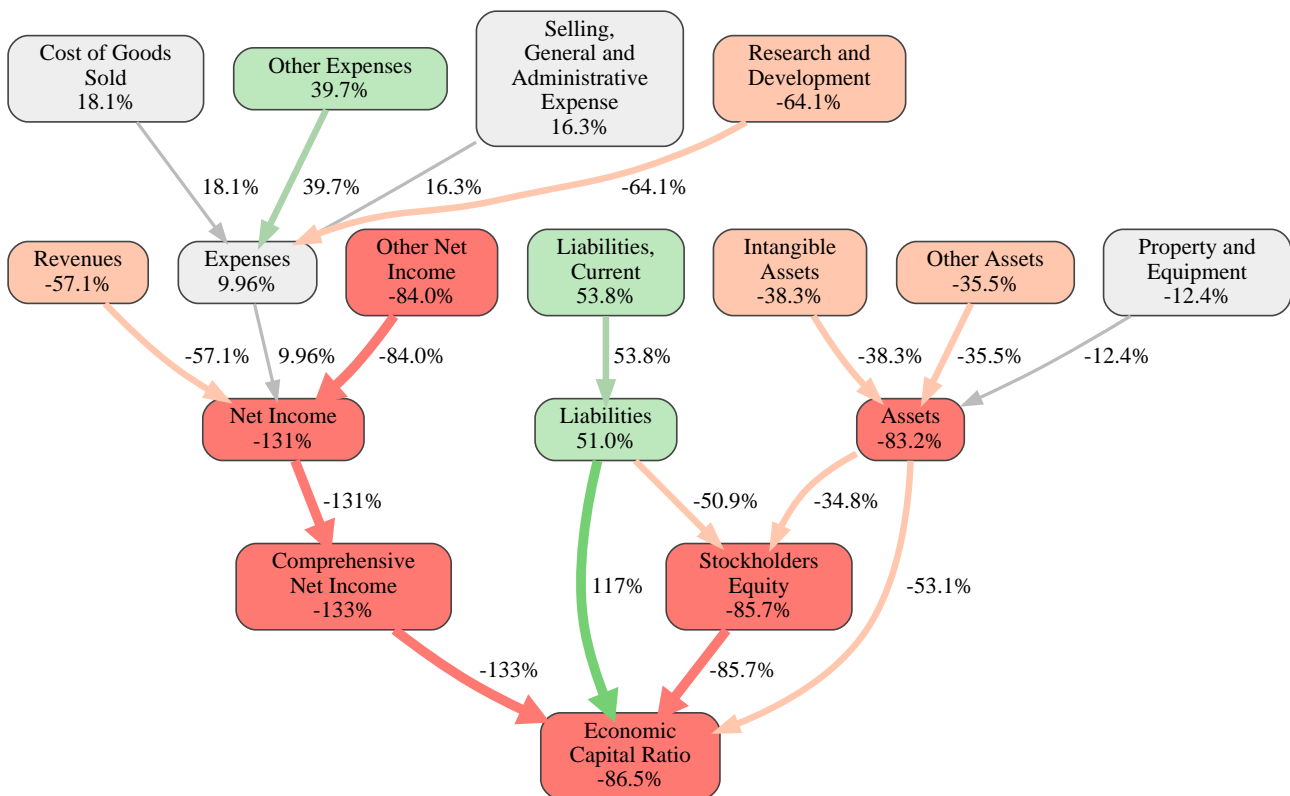 Cost of Goods
Sold
18.1%
Other Expenses
39.7%
Selling,
General and
Administrative
Expense
16.3%
Research and
Development
-64.1%
18.1%
39.7%
16.3%
-64.1%
Revenues
-57.1%
Expenses
9.96%
Other Net
Income
-84.0%
Liabilities,
Current
53.8%
Intangible
Assets
-38.3%
Other Assets
-35.5%
Property and
Equipment
-12.4%
-57.1%
9.96%
-84.0%
53.8%
-38.3%
-35.5%
-12.4%
Net Income
-131%
Liabilities
51.0%
Assets
-83.2%
-131%
-50.9%
-34.8%
Comprehensive
Net Income
-133%
117%
Stockholders
Equity
-85.7%
-53.1%
-133%
-85.7%
Economic
Capital Ratio
-86.5%